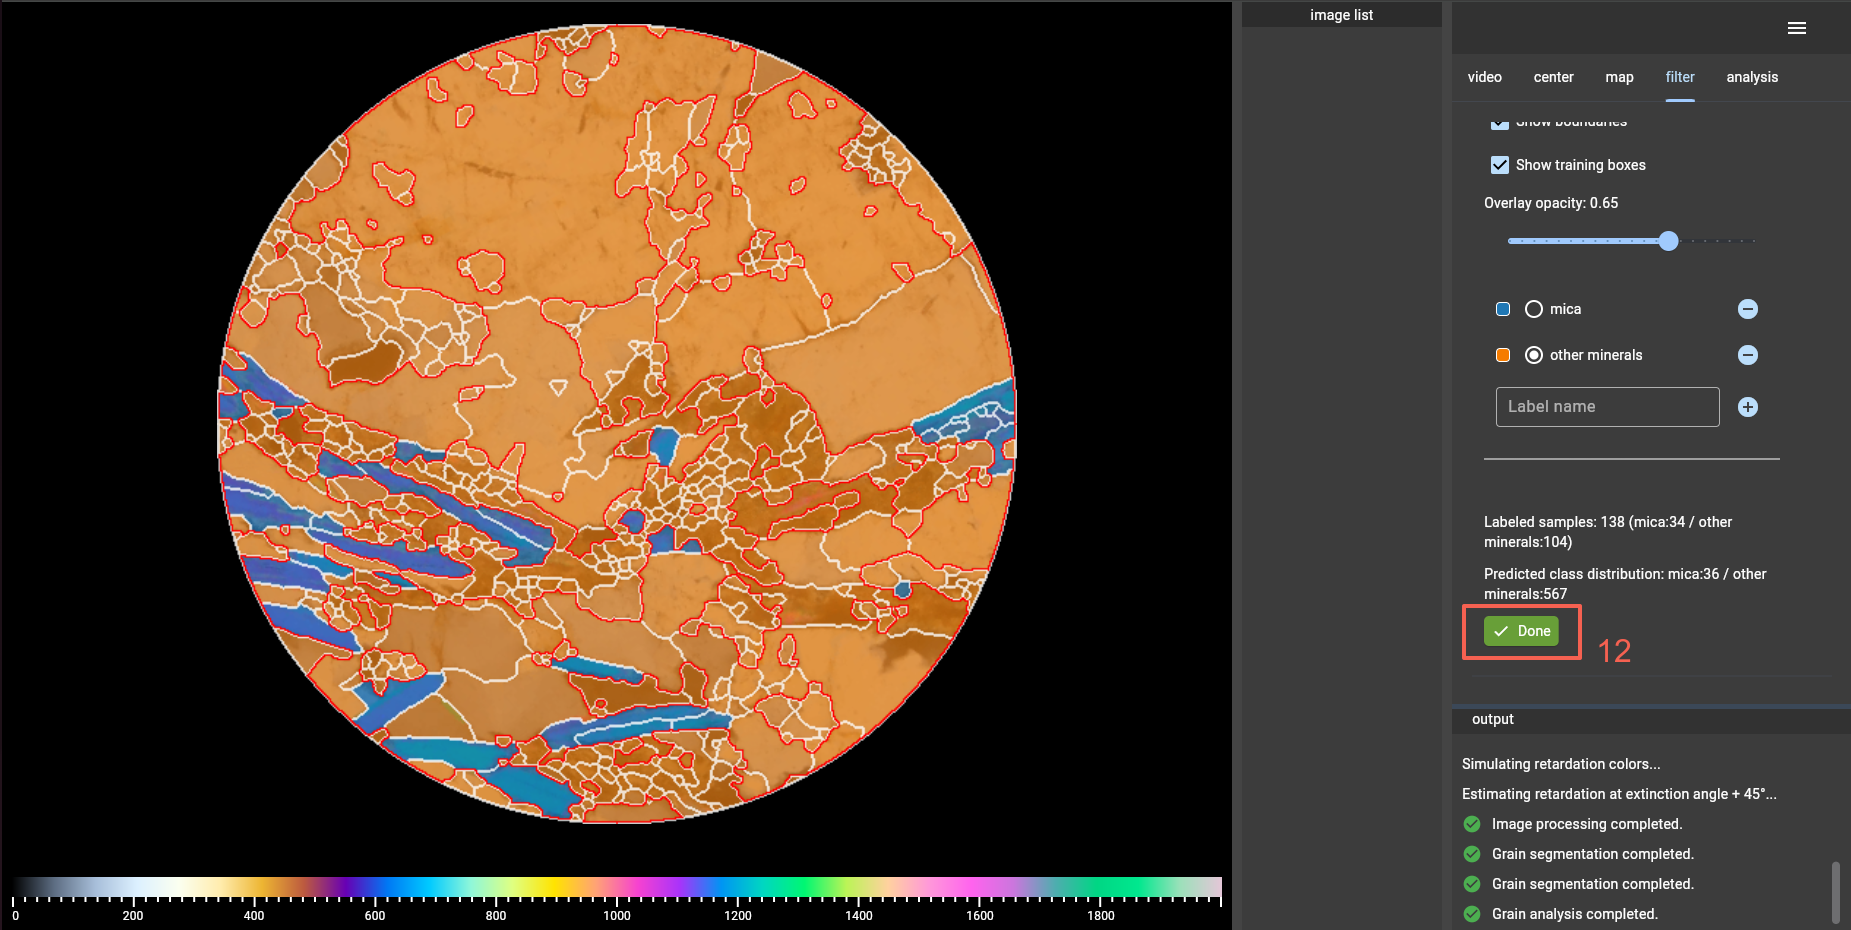 image list
video center map filter analysis
Show boundaries
Show training boxes
Overlay opacity: 0.65
mica
other minerals
Label name
Labeled samples: 138 (mica:34 / other
minerals:104)
Predicted class distribution: mica:36 / other
minerals:567
Done
12
output
Simulating retardation colors...
Estimating retardation at extinction angle + 45°...
Image processing completed.
Grain segmentation completed.
Grain segmentation completed.
Grain analysis completed.
0 200 400 600 800 1000 1200 1400 1600 1800